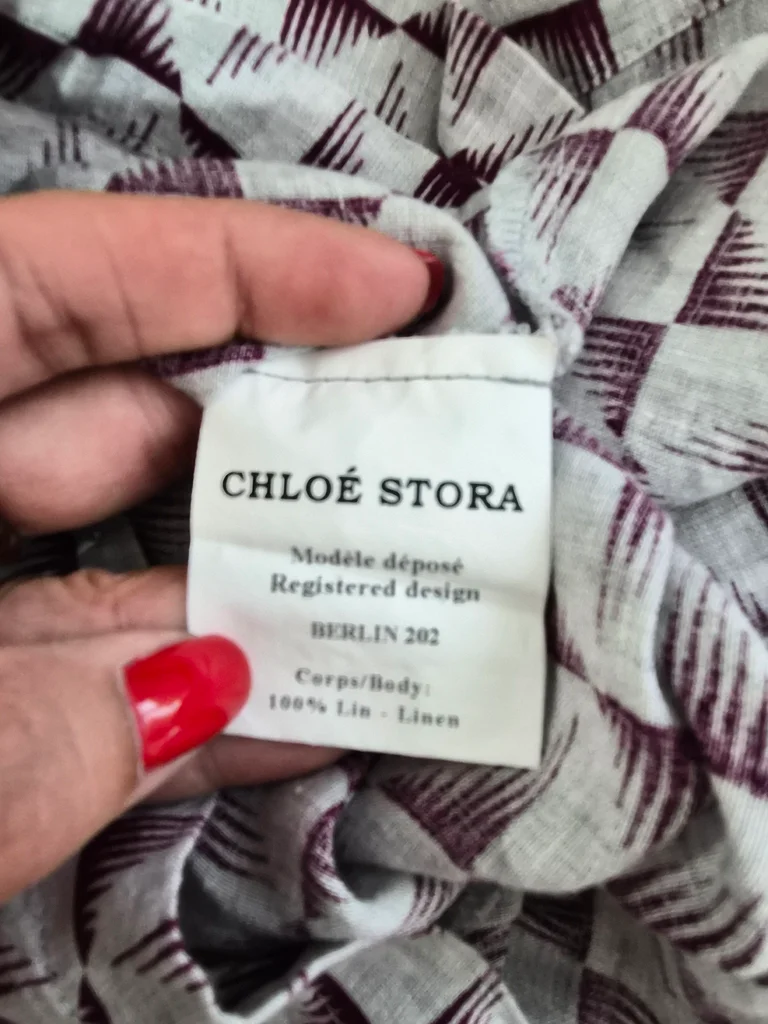 CHLOÉ STORA
Modèle déposé
Registered design
BERLIN 202
Corps/Body:
100% Lin - Linen